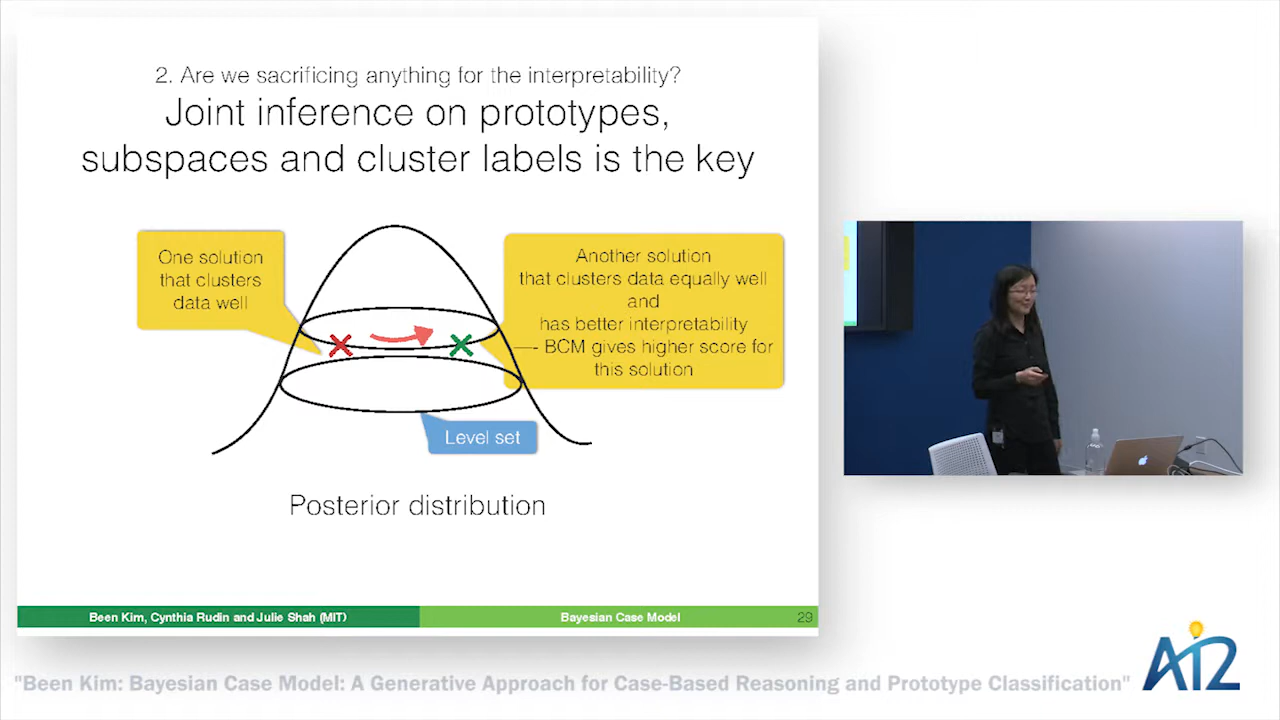 2. Are we sacrificing anything for the interpretability?
Joint inference on prototypes,
subspaces and cluster labels is the key
One solution
that clusters
data well
Another solution
that clusters data equally well
and
has better interpretability
- BCM gives higher score for
this solution
Level set
Posterior distribution
Been Kim, Cynthia Rudin and Julie Shah (MIT)
Bayesian Case Model
29
"Been Kim: Bayesian Case Model: A Generative Approach for Case-Based Reasoning and Prototype Classification"
AI2